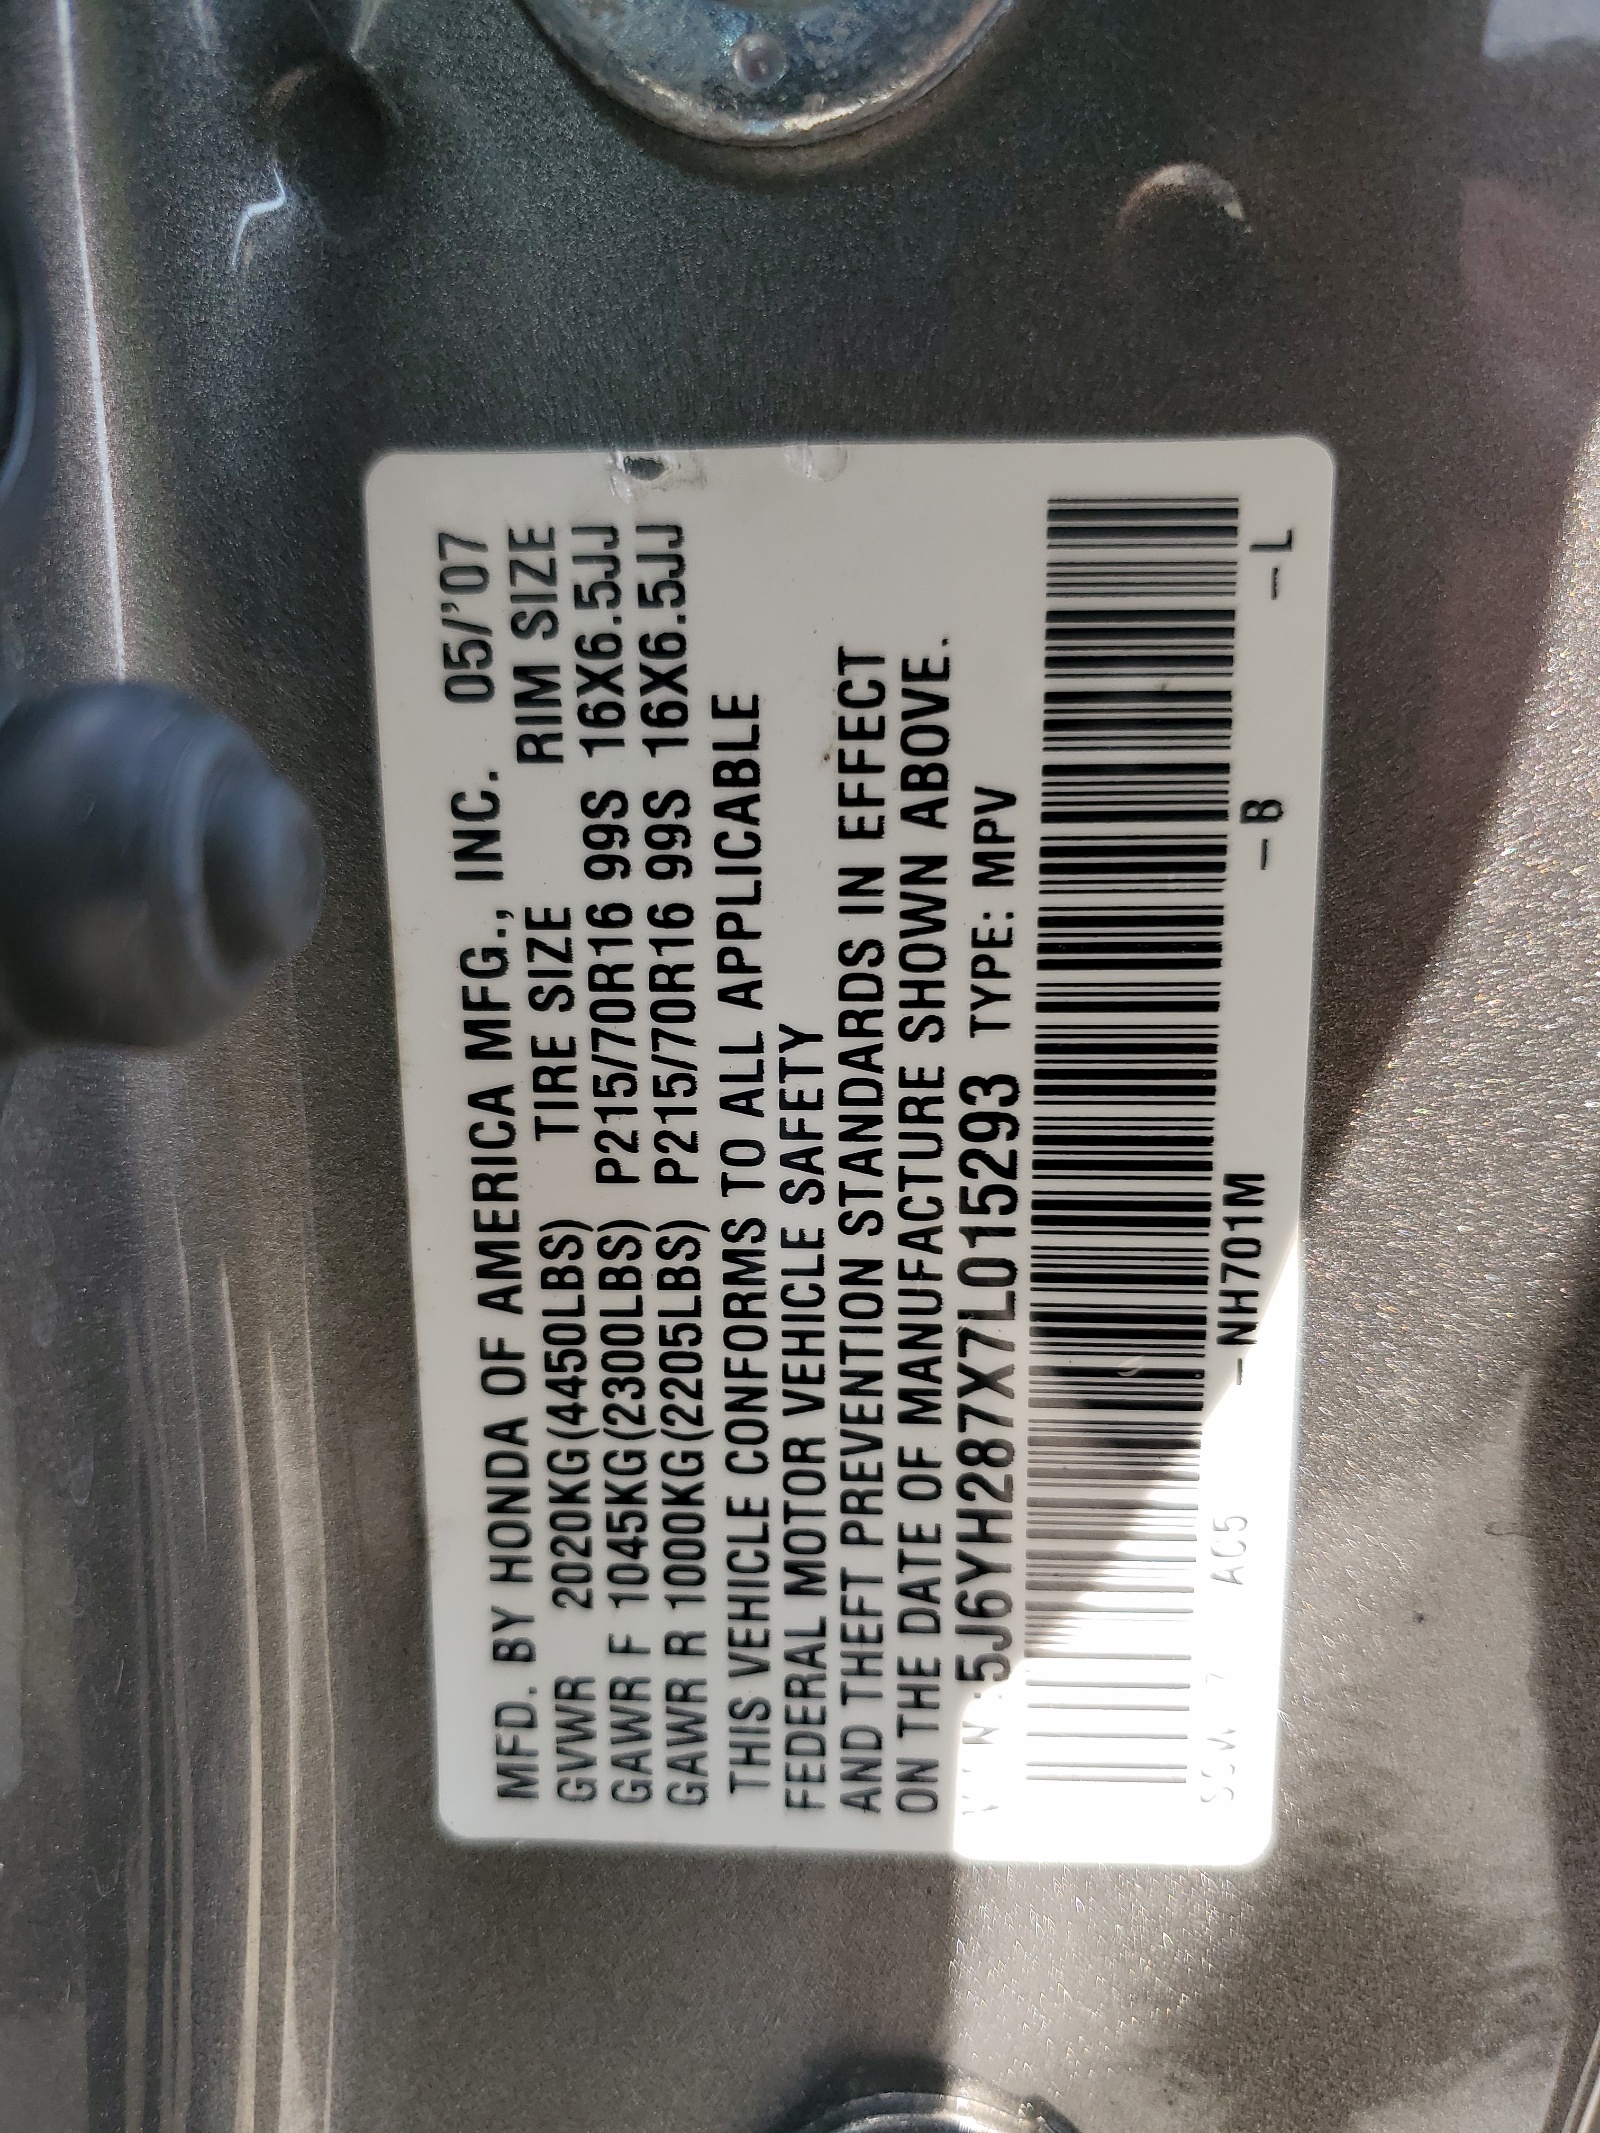 MFD. BY HONDA OF AMERICA MFG., INC. 05/'07
GVWR 2020KG(4450LBS) TIRE SIZE RIM SIZE
GAWR F 1045KG(2300LBS) P215/70R16 99S 16X6.5JJ
GAWR R 1000KG(2205LBS) P215/70R16 99S 16X6.5JJ
THIS VEHICLE CONFORMS TO ALL APPLICABLE
FEDERAL MOTOR VEHICLE SAFETY
AND THEFT PREVENTION STANDARDS IN EFFECT
ON THE DATE OF MANUFACTURE SHOWN ABOVE.
5J6YH287X7L015293 TYPE: MPV
AC5 -NH701M -B -L